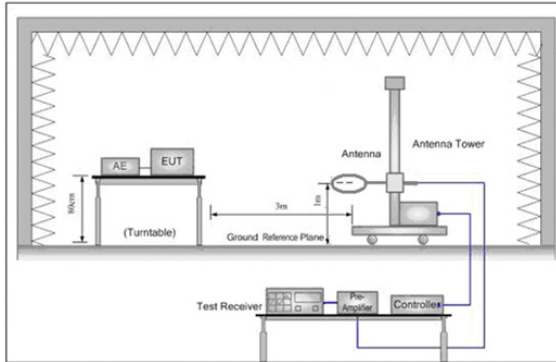 Antenna Tower
Antenna
AE
EUT
80cm
(Turntable)
3m
1m
Ground Reference Plane
Test Receiver
Pre-
Amplifier
Controller